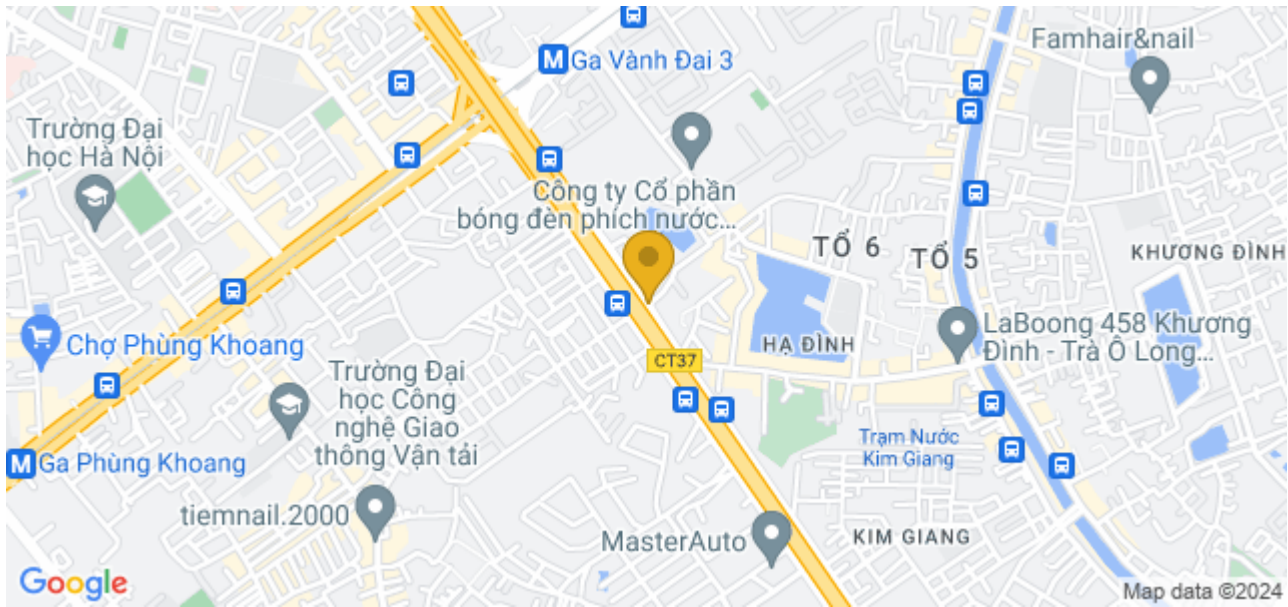 Famhair&nail
Ga Vành Đai 3
Trường Đại
học Hà Nội
Công ty Cổ phần
bóng đèn phích nước...
TỔ 6
TỔ 5
KHƯƠNG ĐÌNH
Chợ Phùng Khoang
HẠ ĐÌNH
LaBoong 458 Khương
Đình - Trà Ô Long...
CT37
Trường Đại
học Công
nghệ Giao
thông Vận tải
Trạm Nước
Kim Giang
M Ga Phùng Khoang
tiemnail.2000
MasterAuto
KIM GIANG
Google
Map data ©2024